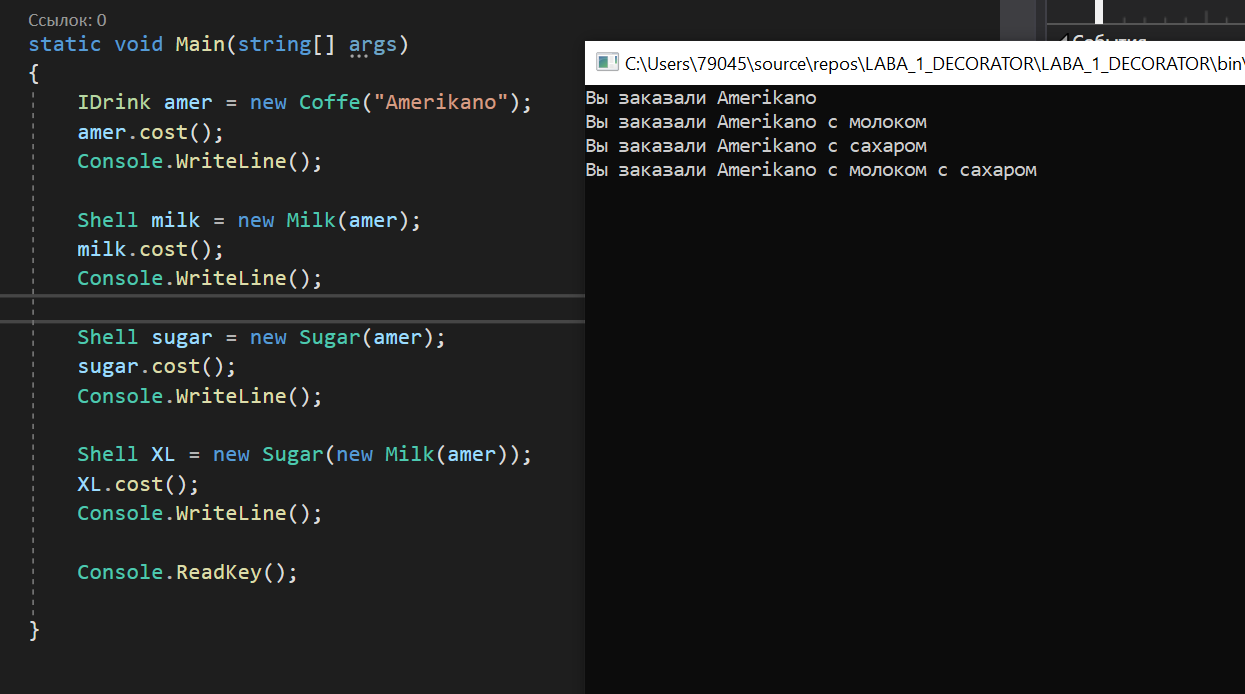 Ссылок: 0
static void Main(string[] args)
{
IDrink amer = new Coffe("Amerikano");
amer.cost();
Console.WriteLine();
Shell milk = new Milk(amer);
milk.cost();
Console.WriteLine();
Shell sugar = new Sugar(amer);
sugar.cost();
Console.WriteLine();
Shell XL = new Sugar(new Milk(amer));
XL.cost();
Console.WriteLine();
Console.ReadKey();
}
События
C:\Users\79045\source\repos\LABA_1_DECORATOR\LABA_1_DECORATOR\bin\
Вы заказали Amerikano
Вы заказали Amerikano с молоком
Вы заказали Amerikano с сахаром
Вы заказали Amerikano с молоком с сахаром